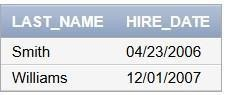 LAST_NAME HIRE_DATE
Smith 04/23/2006
Williams 12/01/2007